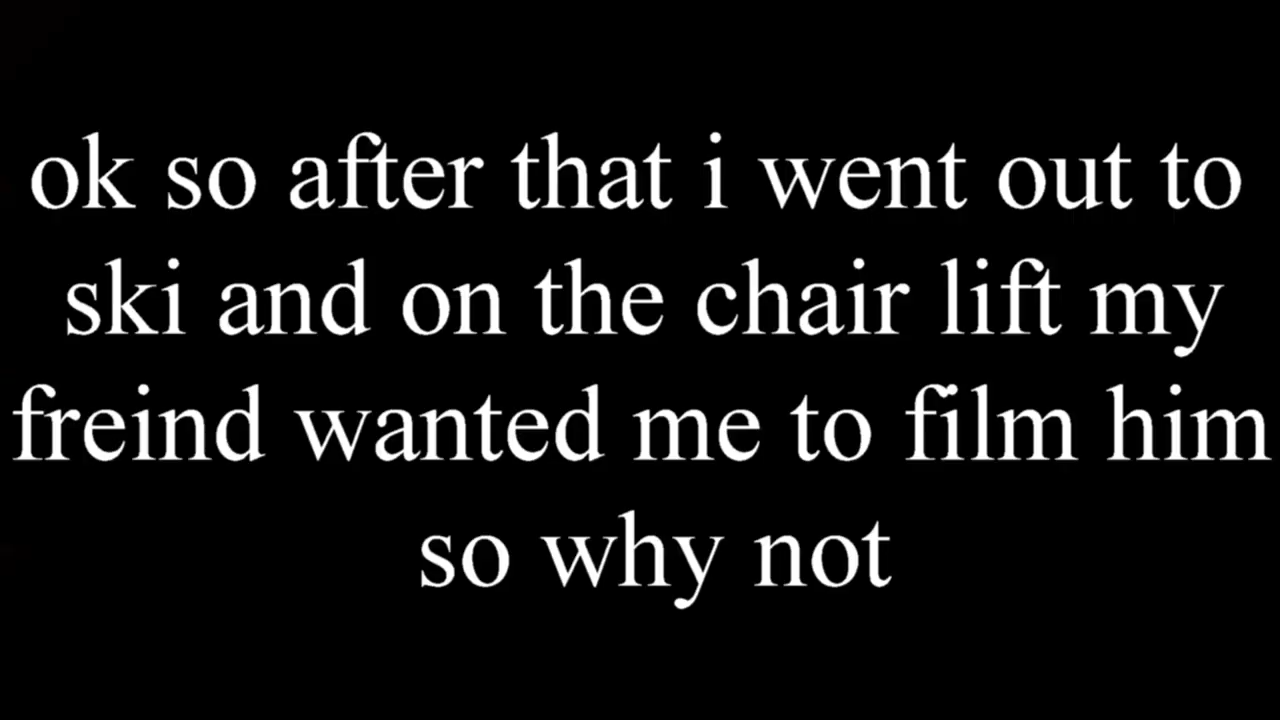 ok so after that i went out to
ski and on the chair lift my
freind wanted me to film him
so why not